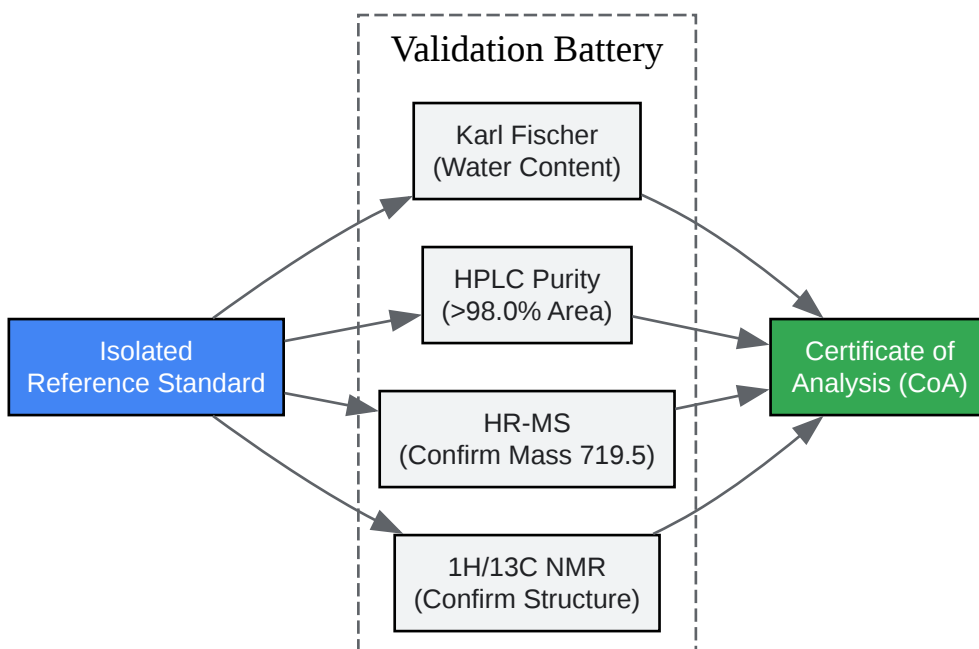 Validation Battery
Karl Fischer
(Water Content)
HPLC Purity
(>98.0% Area)
Isolated
Reference Standard
Certificate of
Analysis (CoA)
HR-MS
(Confirm Mass 719.5)
1H/13C NMR
(Confirm Structure)